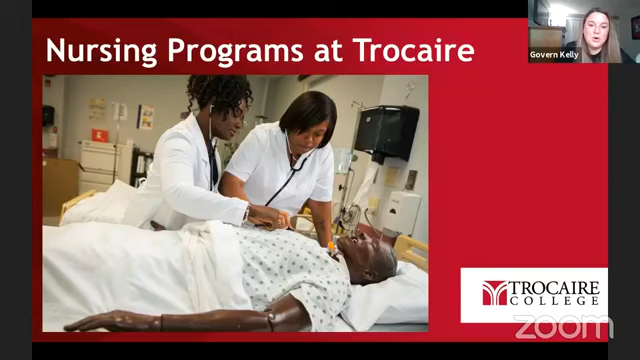 Nursing Programs at Trocaire
Govern Kelly
TROCAIRE
COLLEGE
zoom